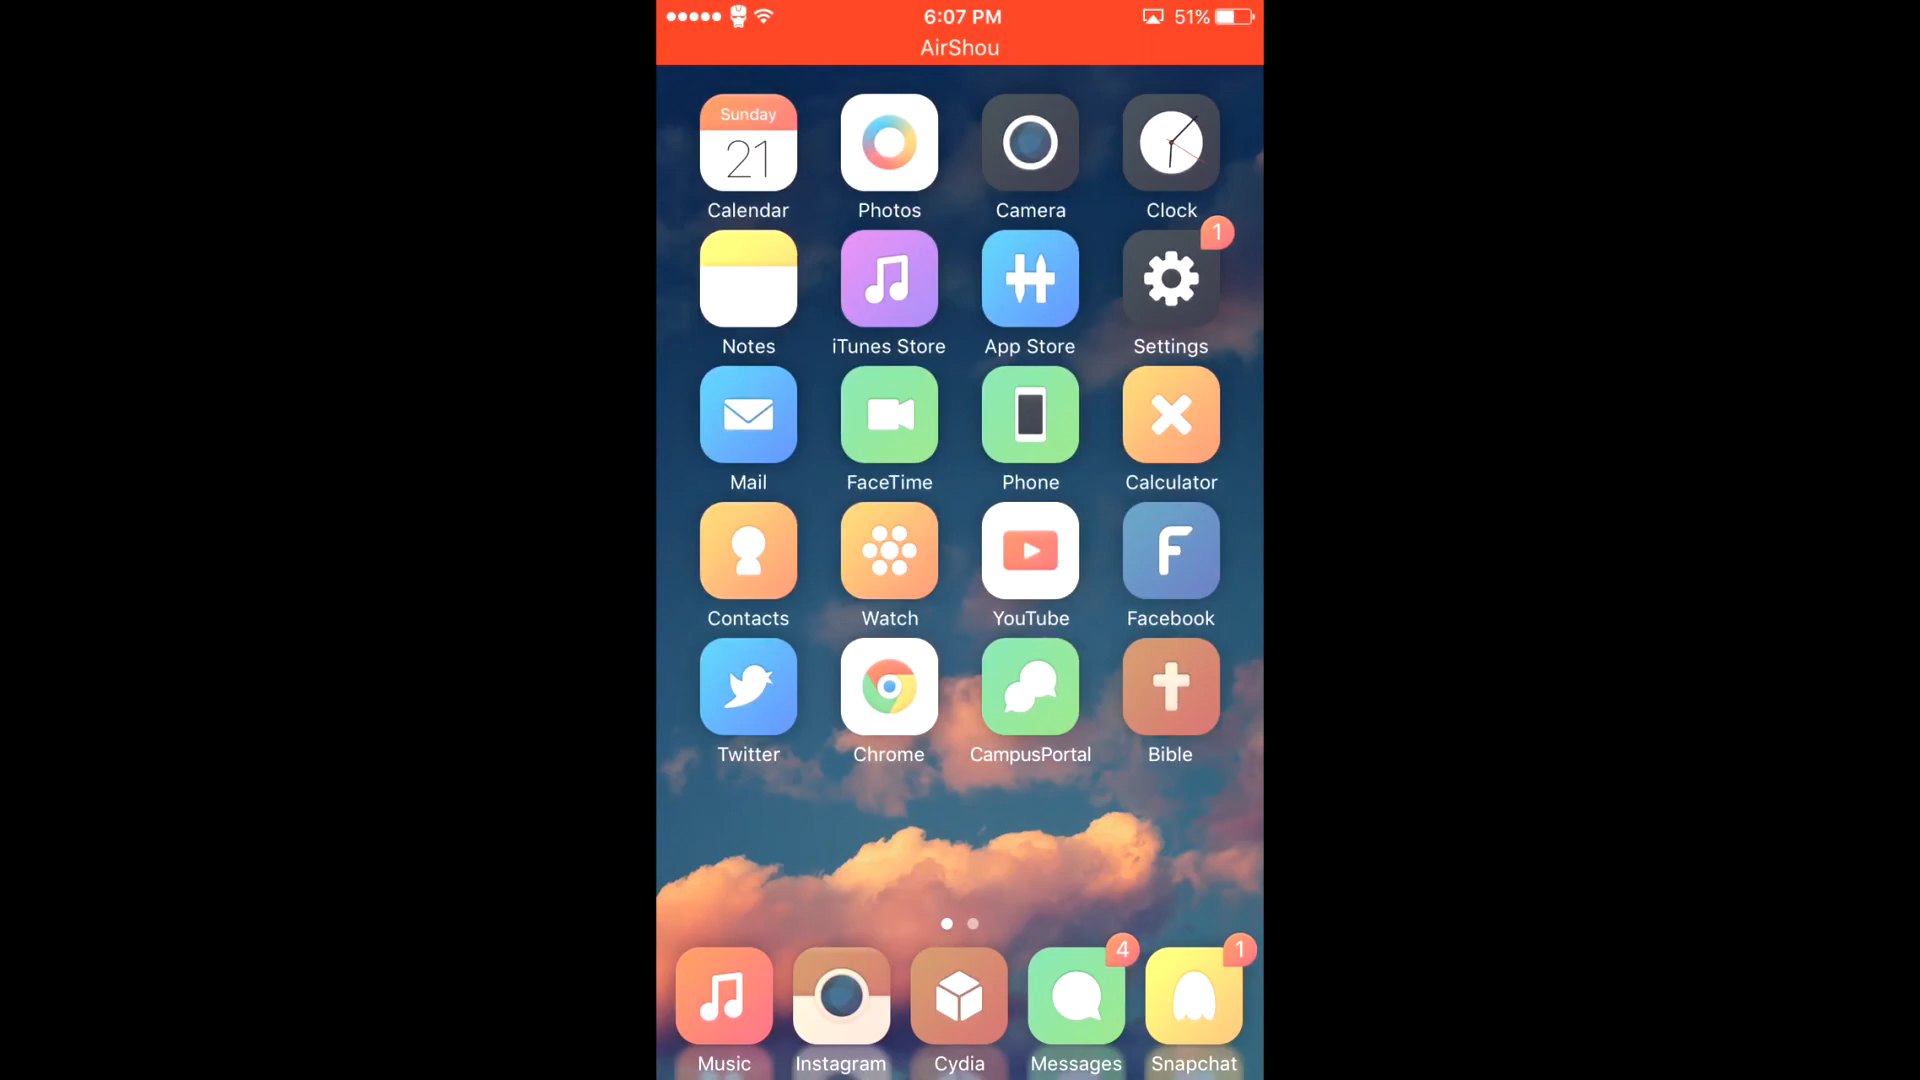 6:07 PM
51%
AirShou
Sunday
21
Calendar
Photos
Camera
Clock
1
Notes
iTunes Store
App Store
Settings
Mail
FaceTime
Phone
Calculator
F
Contacts
Watch
YouTube
Facebook
Twitter
Chrome
CampusPortal
Bible
4
1
Music
Instagram
Cydia
Messages
Snapchat